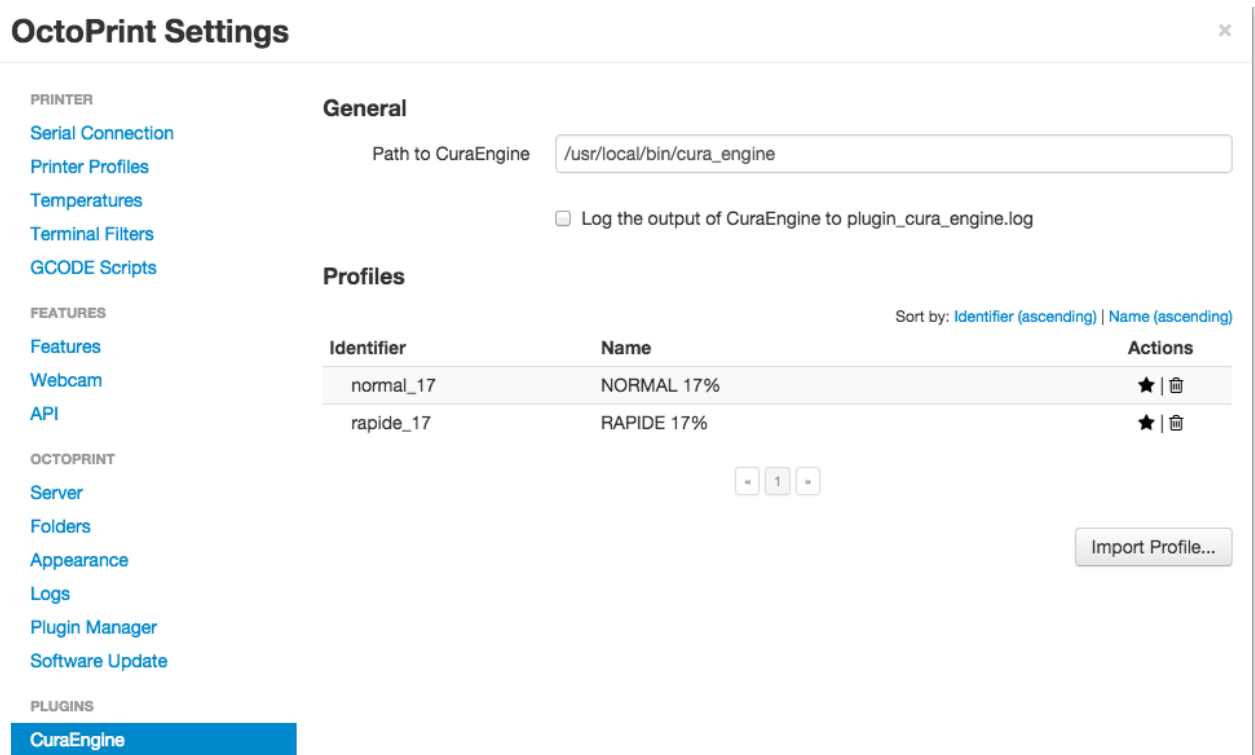 OctoPrint Settings
×
PRINTER
Serial Connection
Printer Profiles
Temperatures
Terminal Filters
GCODE Scripts
FEATURES
Features
Webcam
API
OCTOPRINT
Server
Folders
Appearance
Logs
Plugin Manager
Software Update
PLUGINS
CuraEngine
General
Path to CuraEngine /usr/local/bin/cura_engine
Log the output of CuraEngine to plugin_cura_engine.log
Profiles
Sort by: Identifier (ascending) | Name (ascending)
Identifier Name Actions
normal_17 NORMAL 17% |
rapide_17 RAPIDE 17% |
« 1 »
Import Profile...